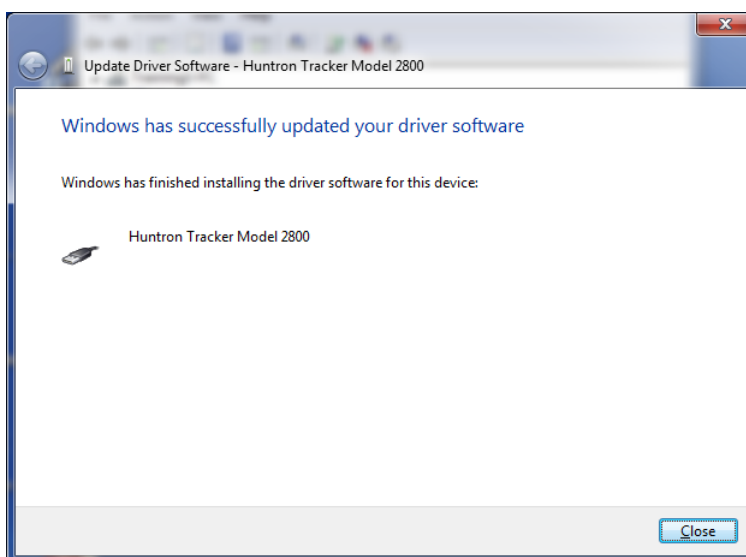 Update Driver Software - Huntron Tracker Model 2800
Windows has successfully updated your driver software
Windows has finished installing the driver software for this device:
Huntron Tracker Model 2800
Close